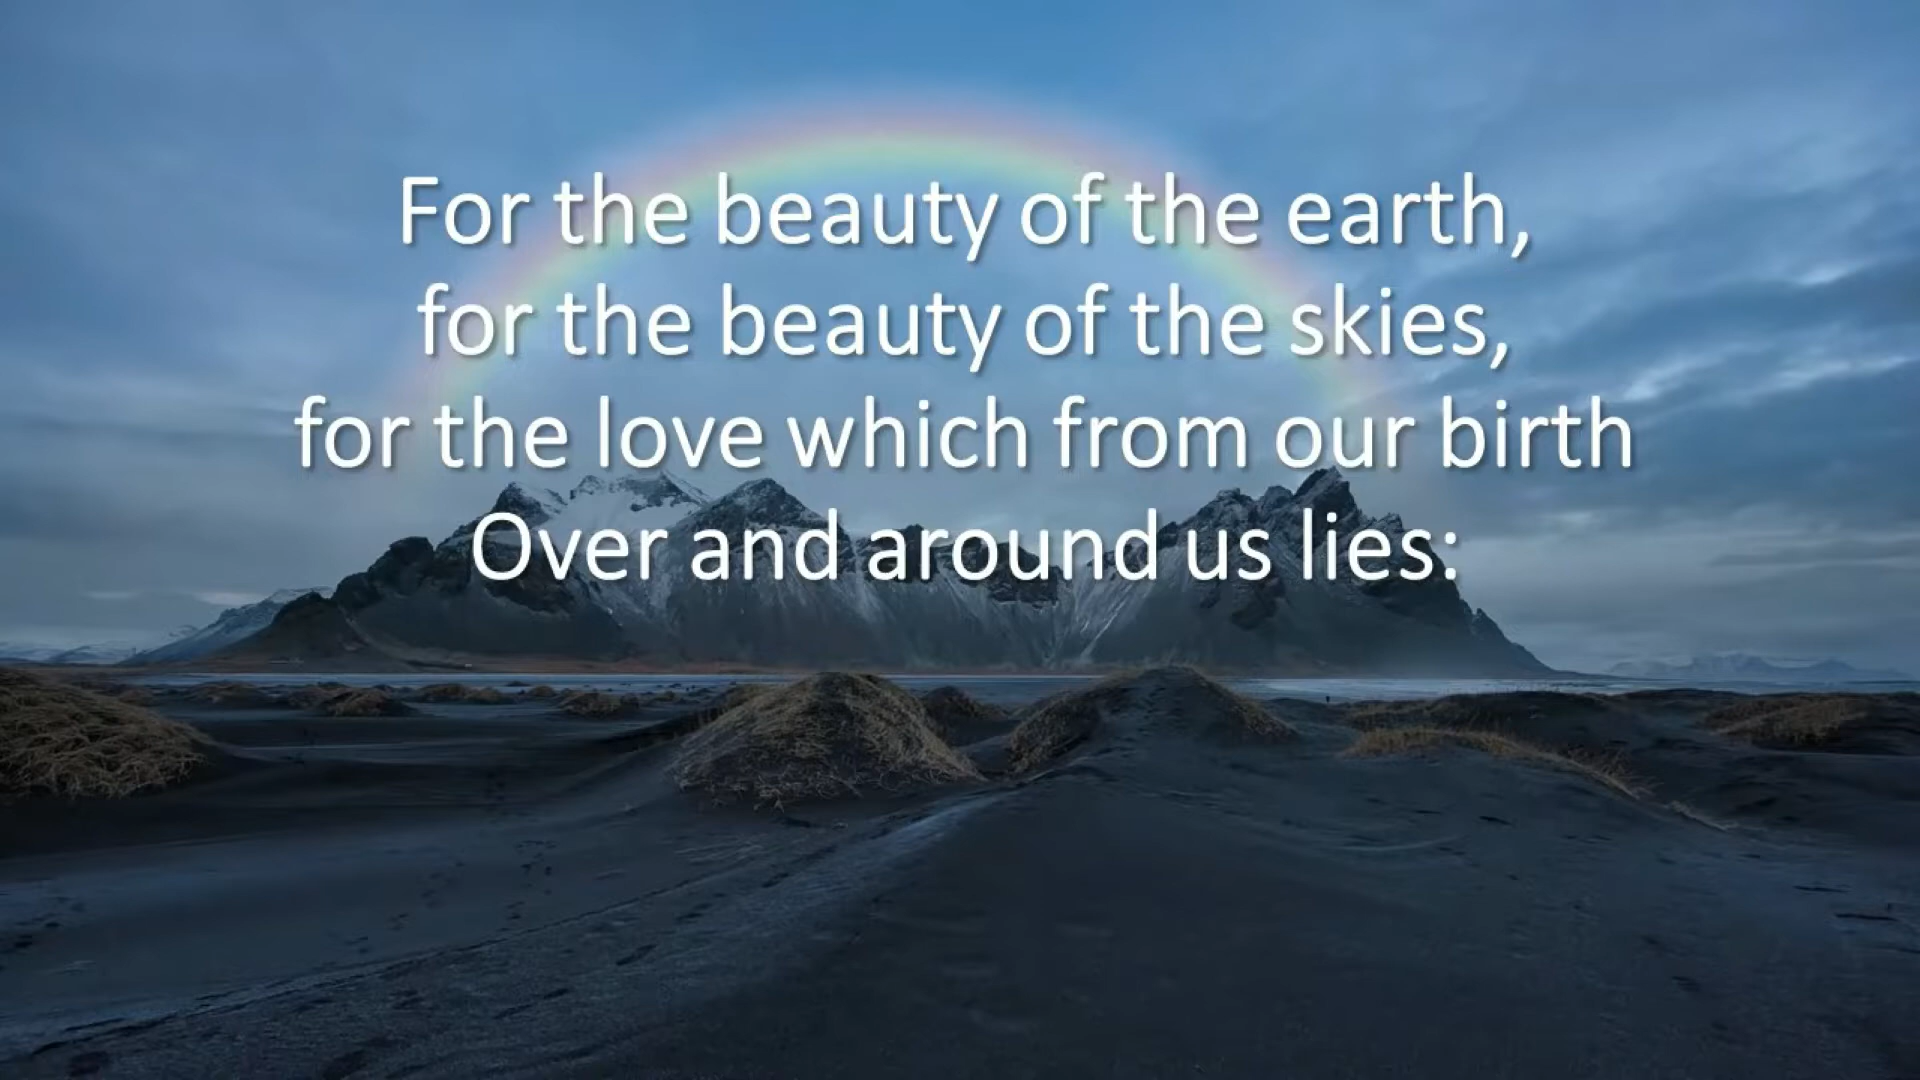 For the beauty of the earth,
for the beauty of the skies,
for the love which from our birth
Over and around us lies: